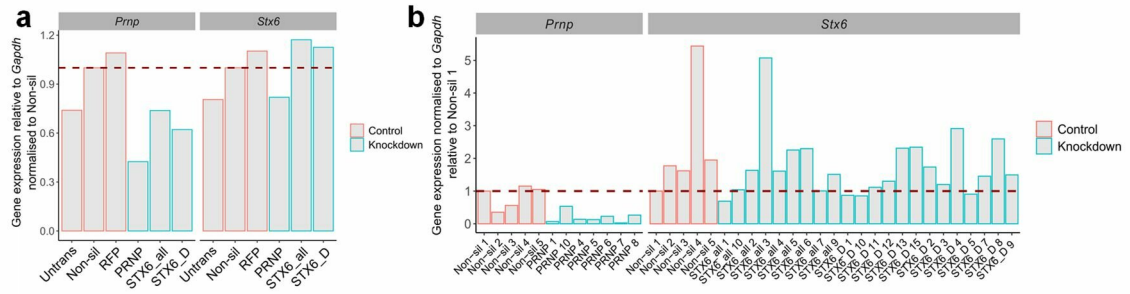 a
Prnp
Stx6
Gene expression relative to Gapdh
normalised to Non-sil
1.2
0.9
0.6
0.3
0.0
Untrans
Non-sil
RFP
PRNP
STX6_all
STX6_D
Untrans
Non-sil
RFP
PRNP
STX6_all
STX6_D
Control
Knockdown
b
Prnp
Stx6
Gene expression normalised to Gapdh
relative to Non-sil 1
5
4
3
2
1
0
Non-sil 1
Non-sil 2
Non-sil 3
Non-sil 4
Non-sil 5
PRNP 1
PRNP 10
PRNP 4
PRNP 5
PRNP 6
PRNP 7
PRNP 8
Non-sil 1
Non-sil 2
Non-sil 3
Non-sil 4
Non-sil 5
STX6_all 1
STX6_all 10
STX6_all 2
STX6_all 3
STX6_all 4
STX6_all 5
STX6_all 6
STX6_all 7
STX6_all 9
STX6_D 1
STX6_D 10
STX6_D 11
STX6_D 12
STX6_D 13
STX6_D 15
STX6_D 2
STX6_D 3
STX6_D 4
STX6_D 5
STX6_D 7
STX6_D 8
STX6_D 9
Control
Knockdown